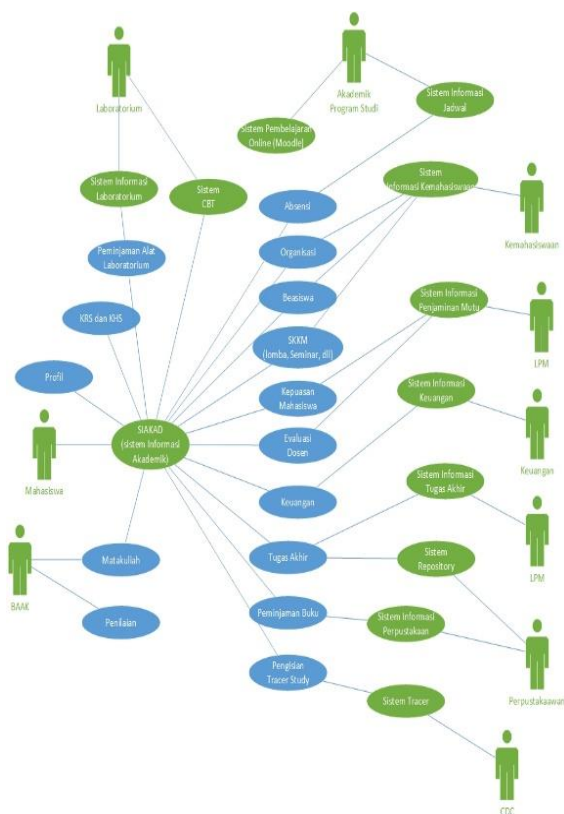 Laboratorium
Akademik
Program Studi
Sistem Informasi
Jadwal
Sistem Pembelajaran
Online (Moodle)
Sistem
Informasi Kemahasiswaan
Kemahasiswaan
Sistem Informasi
Laboratorium
Sistem
CBT
Absensi
Organisasi
Peminjaman Alat
Laboratorium
Beasiswa
Sistem Informasi
Penjaminan Mutu
LPM
KRS dan KHS
SKKM
(lomba, Seminar, dll)
Profil
Kepuasan
Mahasiswa
Sistem Informasi
Keuangan
Keuangan
SIAKAD
(sistem Informasi
Akademik)
Evaluasi
Dosen
Mahasiswa
Keuangan
Sistem Informasi
Tugas Akhir
LPM
BAAK
Matakuliah
Tugas Akhir
Sistem
Repository
Penilaian
Peminjaman Buku
Sistem Informasi
Perpustakaan
Perpustakaawan
Pengisian
Tracer Study
Sistem Tracer
CDC